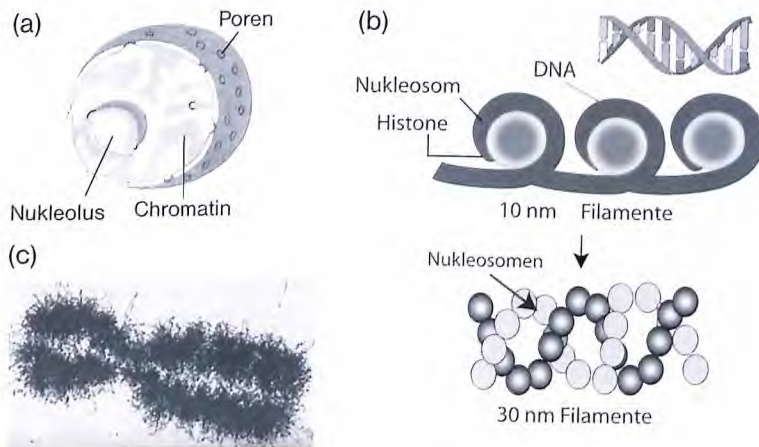 (a)
Poren
Nukleolus
Chromatin
(b)
DNA
Nukleosom
Histone
10 nm Filamente
Nukleosomen
30 nm Filamente
(c)